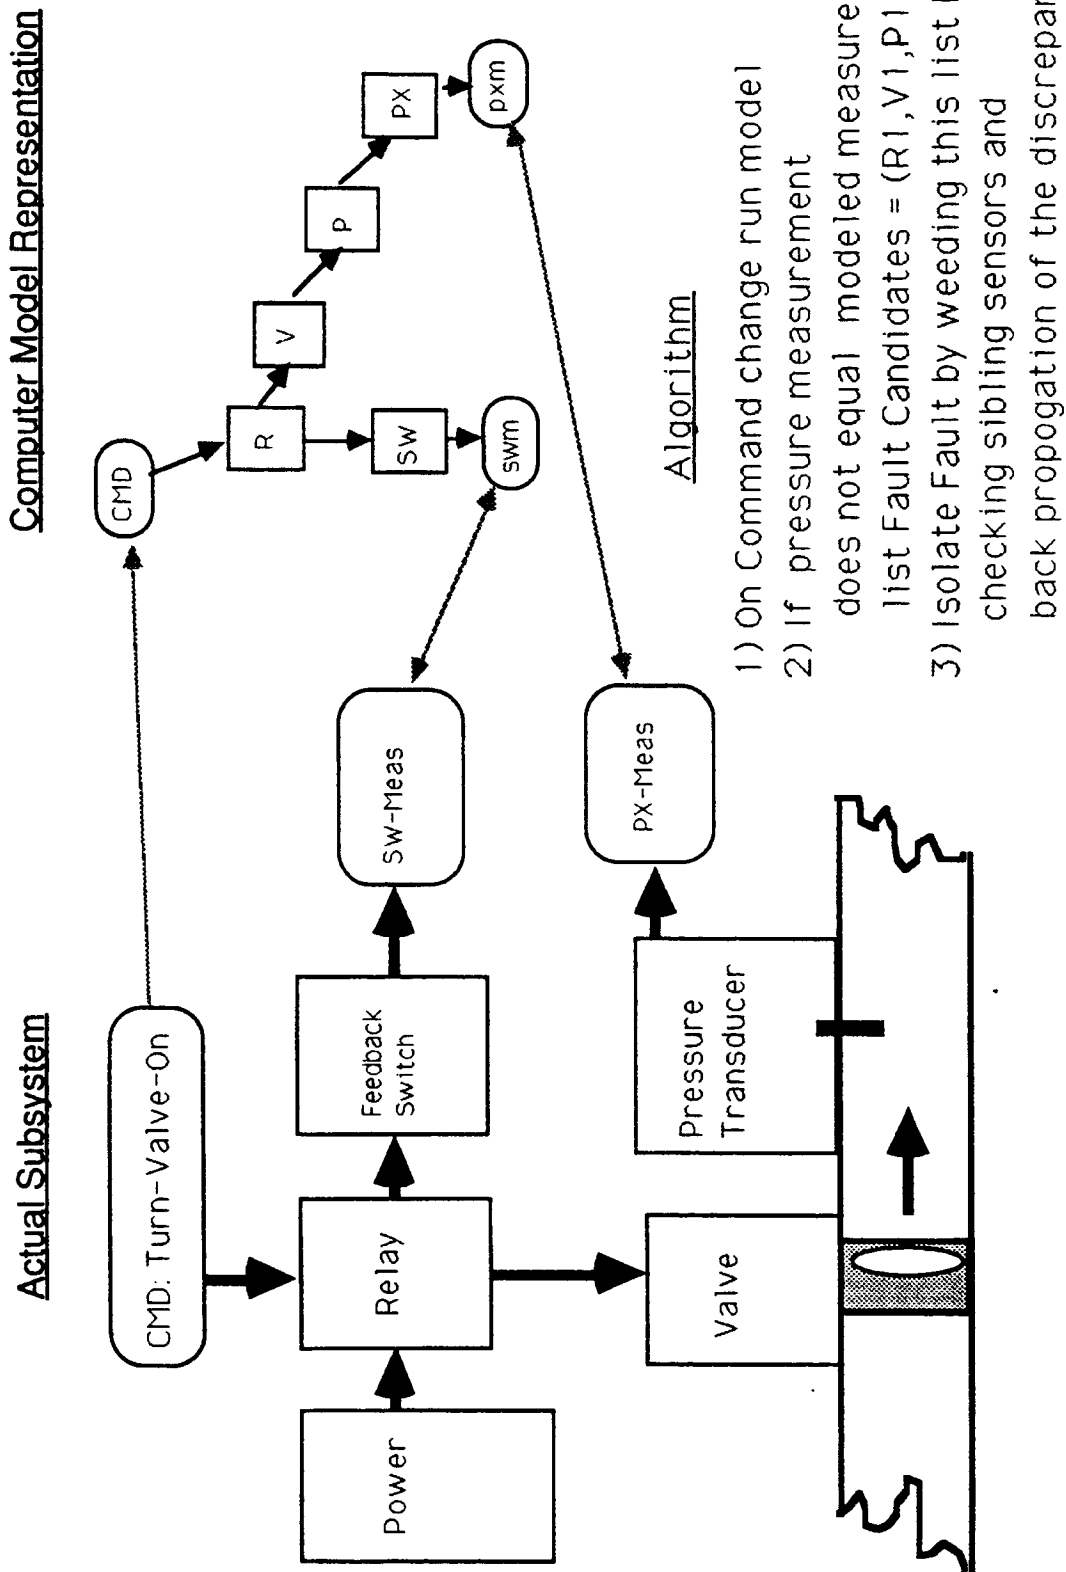 Actual Subsystem
CMD: Turn-Valve-On
Power
Relay
Feedback
Switch
SW-Meas
Valve
Pressure
Transducer
PX-Meas
Computer Model Representation
CMD
R
V
P
PX
pxm
SW
swm
Algorithm
1) On Command change run model
2) If pressure measurement
does not equal modeled measure
list Fault Candidates = (R1,V1,P1
3) Isolate Fault by weeding this list
checking sibling sensors and
back propogation of the discrepar